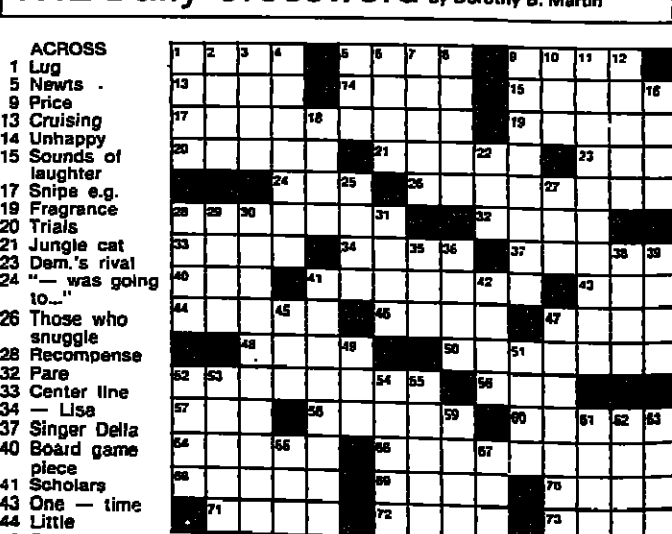 Crossword by Dorothy B. Martin
ACROSS
1 Lug
5 Newts
9 Price
13 Cruising
14 Unhappy
15 Sounds of
laughter
17 Snipe e.g.
19 Fragrance
20 Trials
21 Jungle cat
23 Dem.'s rival
24 "— was going
to..."
26 Those who
snuggle
28 Recompense
32 Pare
33 Center line
34 — Lisa
37 Singer Della
40 Board game
piece
41 Scholars
43 One — time
44 Little
1 2 3 4 5 6 7 8 9 10 11 12
13 14 15 16
17 18 19
20 21 22 23
24 25 26 27
28 29 30 31 32
33 34 35 36 37 38 39
40 41 42 43
44 45 46 47
48 49 50 51
52 53 54 55 56
57 58 59 60 61 62 63
64 65 66 67
68 69 70
71 72 73